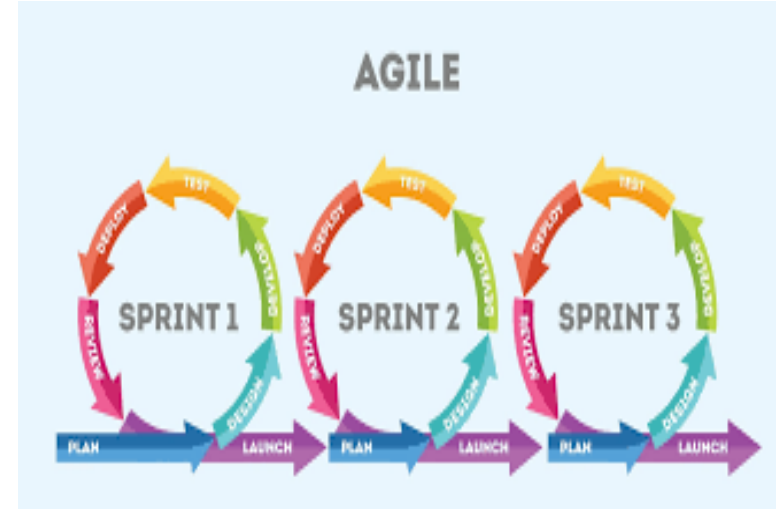 AGILE
TEST
DEPLOY
DEVELOP
SPRINT 1
REVIEW
DESIGN
PLAN
LAUNCH
TEST
DEPLOY
DEVELOP
SPRINT 2
REVIEW
DESIGN
PLAN
LAUNCH
TEST
DEPLOY
DEVELOP
SPRINT 3
REVIEW
DESIGN
PLAN
LAUNCH